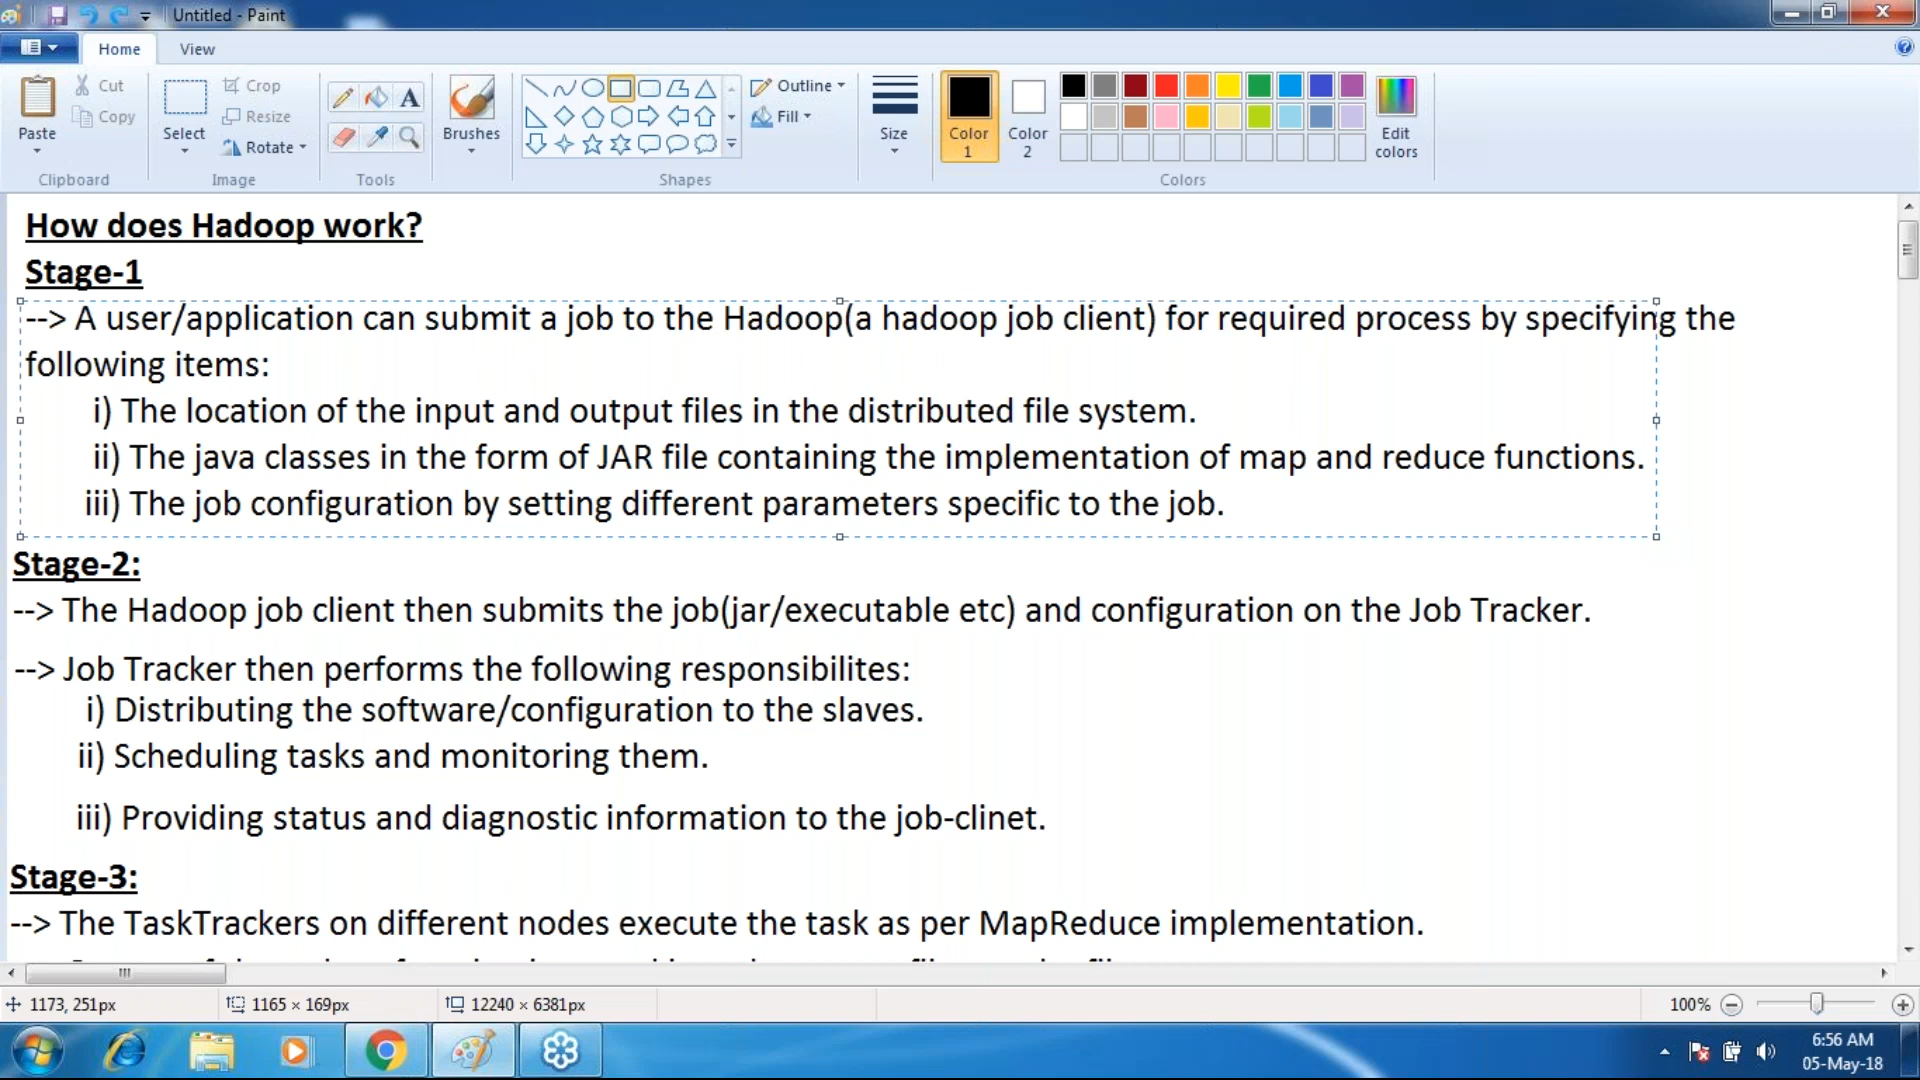 Untitled - Paint
Home
View
Paste
Cut
Copy
Clipboard
Select
Crop
Resize
Rotate
Image
Tools
Brushes
Shapes
Outline
Fill
Size
Color 1
Color 2
Edit colors
Colors
How does Hadoop work?
Stage-1
--> A user/application can submit a job to the Hadoop(a hadoop job client) for required process by specifying the
following items:
i) The location of the input and output files in the distributed file system.
ii) The java classes in the form of JAR file containing the implementation of map and reduce functions.
iii) The job configuration by setting different parameters specific to the job.
Stage-2:
--> The Hadoop job client then submits the job(jar/executable etc) and configuration on the Job Tracker.
--> Job Tracker then performs the following responsibilites:
i) Distributing the software/configuration to the slaves.
ii) Scheduling tasks and monitoring them.
iii) Providing status and diagnostic information to the job-clinet.
Stage-3:
--> The TaskTrackers on different nodes execute the task as per MapReduce implementation.
1173, 251px
1165 × 169px
12240 × 6381px
100%
6:56 AM
05-May-18